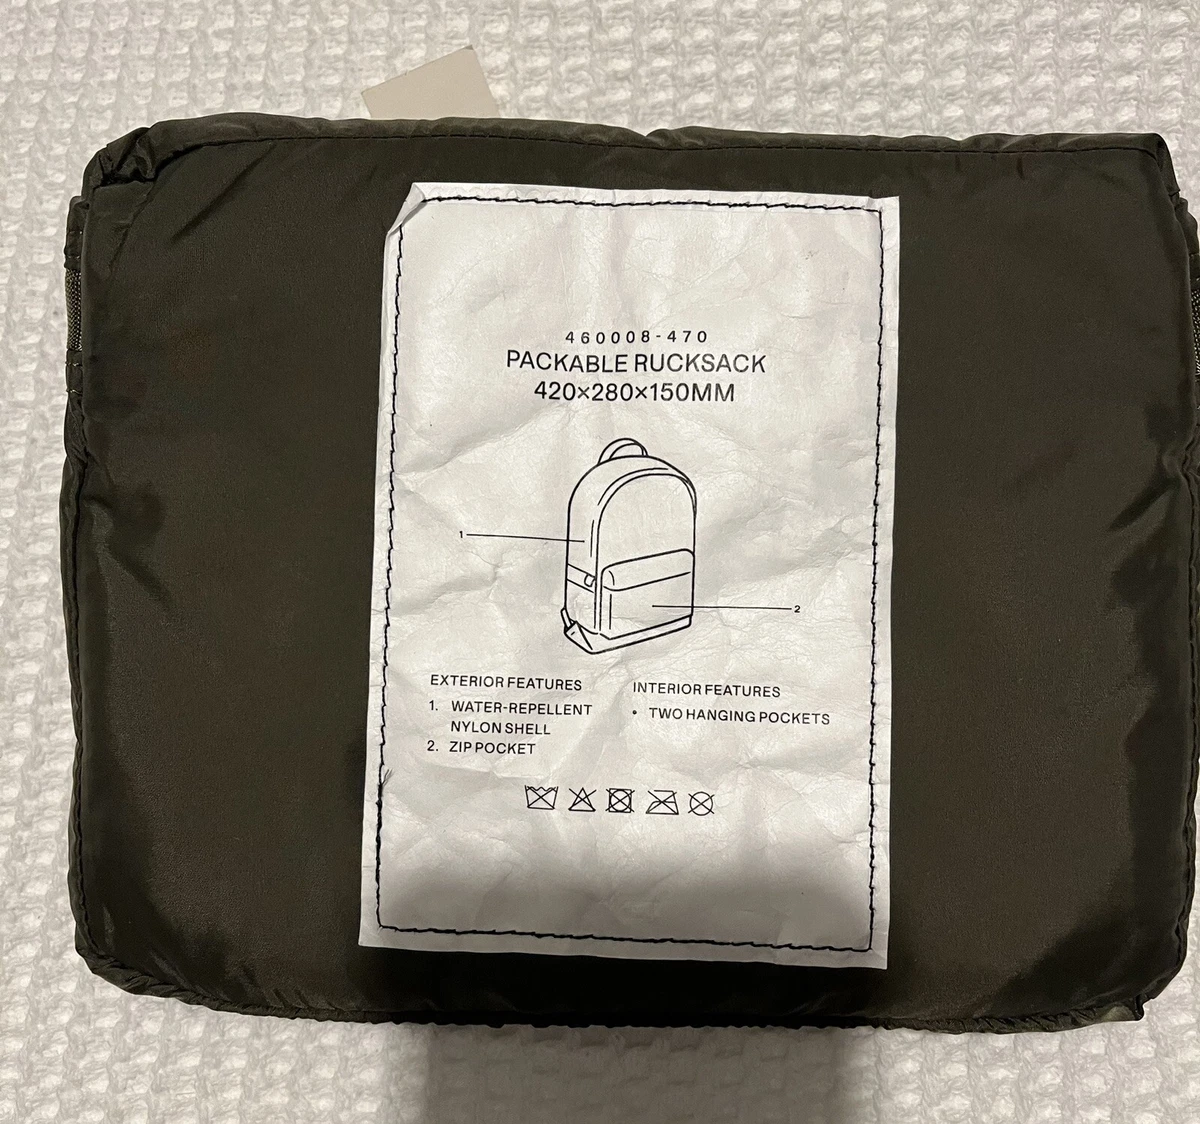 460008-470
PACKABLE RUCKSACK
420×280×150MM
1
2
EXTERIOR FEATURES
1. WATER-REPELLENT
NYLON SHELL
2. ZIP POCKET
INTERIOR FEATURES
• TWO HANGING POCKETS